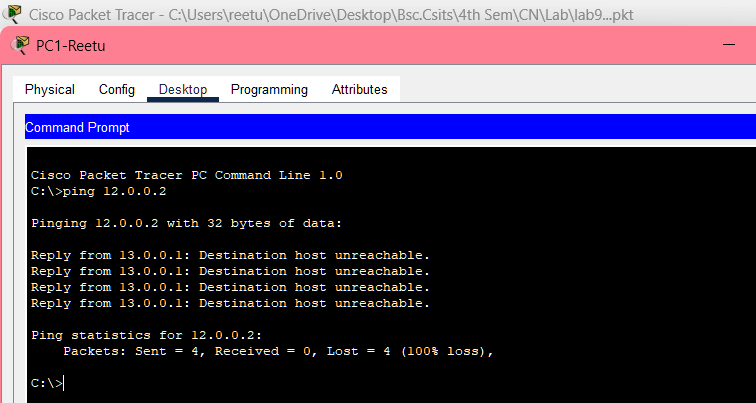 Cisco Packet Tracer - C:\Users\reetu\OneDrive\Desktop\Bsc.Csits\4th Sem\CN\Lab\lab9...pkt
PC1-Reetu
Physical Config Desktop Programming Attributes
Command Prompt
Cisco Packet Tracer PC Command Line 1.0
C:\>ping 12.0.0.2
Pinging 12.0.0.2 with 32 bytes of data:
Reply from 13.0.0.1: Destination host unreachable.
Reply from 13.0.0.1: Destination host unreachable.
Reply from 13.0.0.1: Destination host unreachable.
Reply from 13.0.0.1: Destination host unreachable.
Ping statistics for 12.0.0.2:
Packets: Sent = 4, Received = 0, Lost = 4 (100% loss),
C:\>